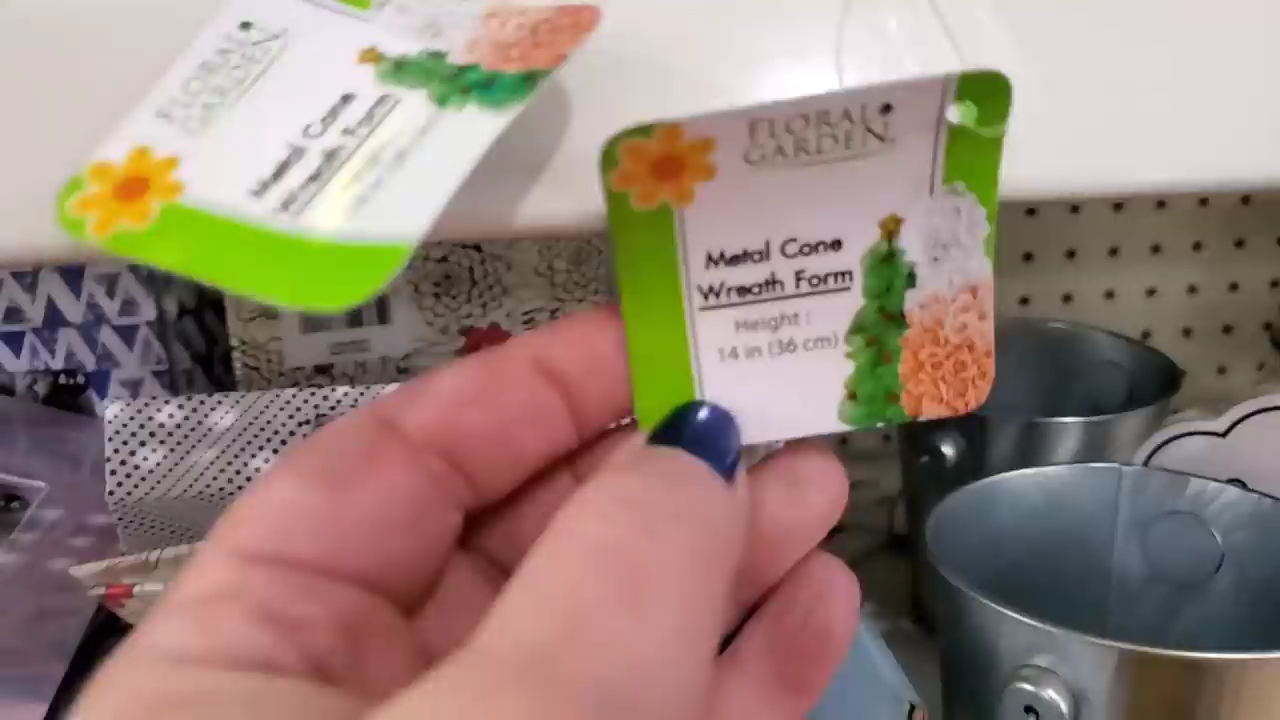 FLORAL
GARDEN
Metal Cone
Wreath Form
FLORAL
GARDEN
Metal Cone
Wreath Form
Height :
14 in (36 cm)